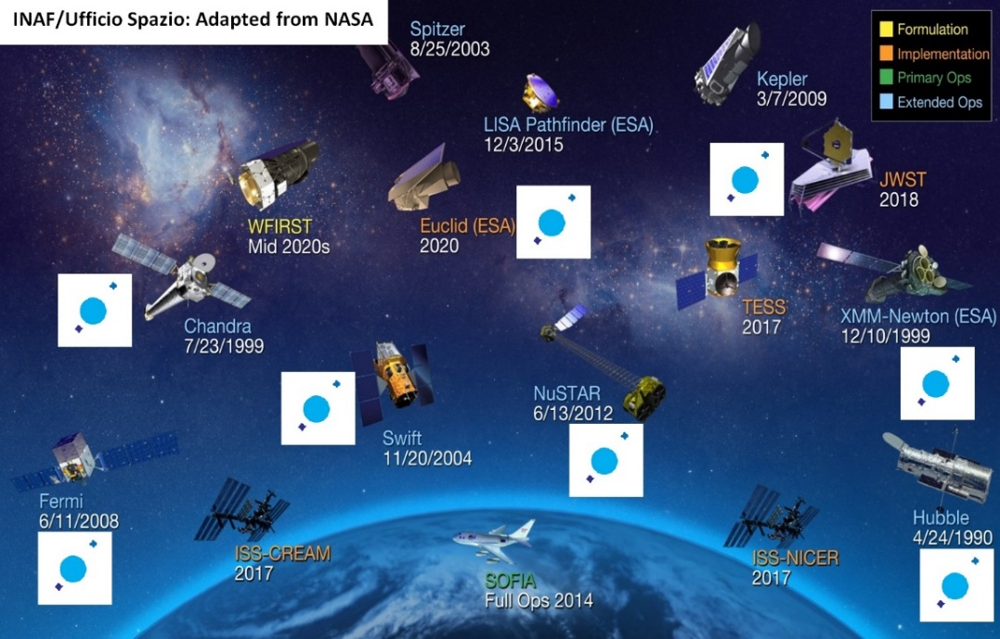 INAF/Ufficio Spazio: Adapted from NASA
Spitzer
8/25/2003
Formulation
Implementation
Primary Ops
Extended Ops
Kepler
3/7/2009
LISA Pathfinder (ESA)
12/3/2015
JWST
2018
WFIRST
Mid 2020s
Euclid (ESA)
2020
TESS
2017
XMM-Newton (ESA)
12/10/1999
Chandra
7/23/1999
NuSTAR
6/13/2012
Swift
11/20/2004
Fermi
6/11/2008
Hubble
4/24/1990
ISS-CREAM
2017
ISS-NICER
2017
SOFIA
Full Ops 2014